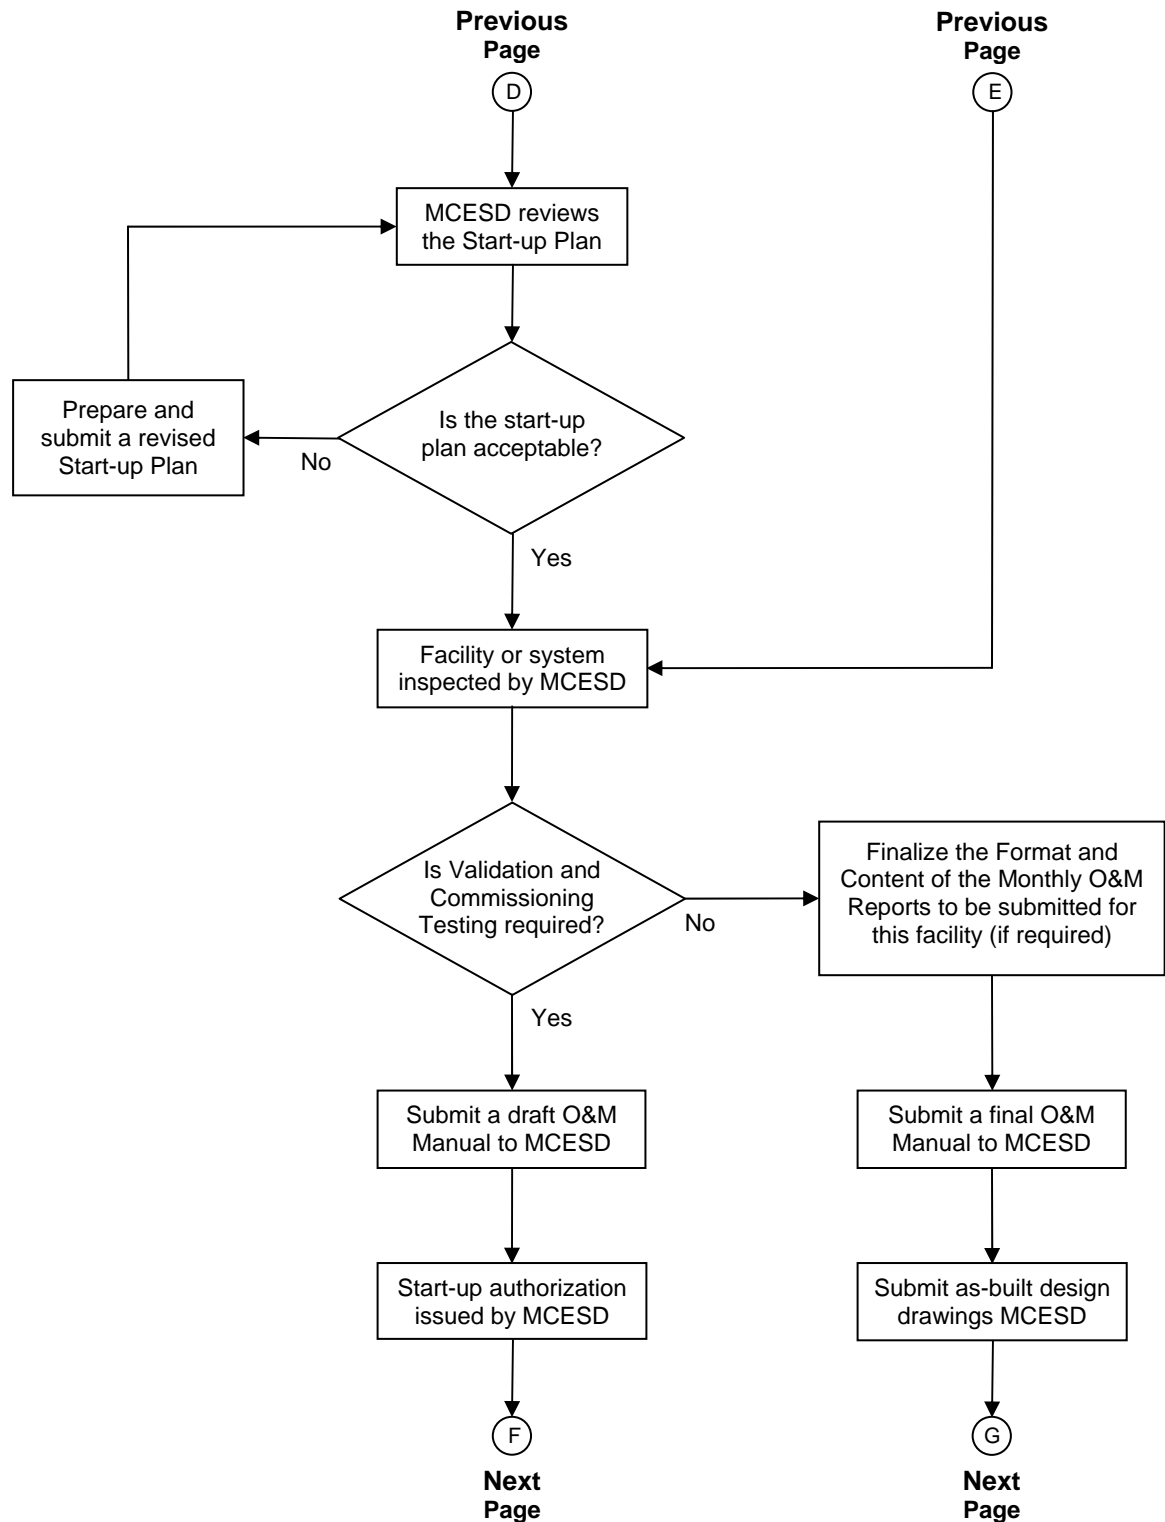 Previous
Page
D
Previous
Page
E
MCESD reviews
the Start-up Plan
Prepare and
submit a revised
Start-up Plan
No
Is the start-up
plan acceptable?
Yes
Facility or system
inspected by MCESD
Is Validation and
Commissioning
Testing required?
No
Yes
Finalize the Format and
Content of the Monthly O&M
Reports to be submitted for
this facility (if required)
Submit a draft O&M
Manual to MCESD
Submit a final O&M
Manual to MCESD
Start-up authorization
issued by MCESD
Submit as-built design
drawings MCESD
F
Next
Page
G
Next
Page